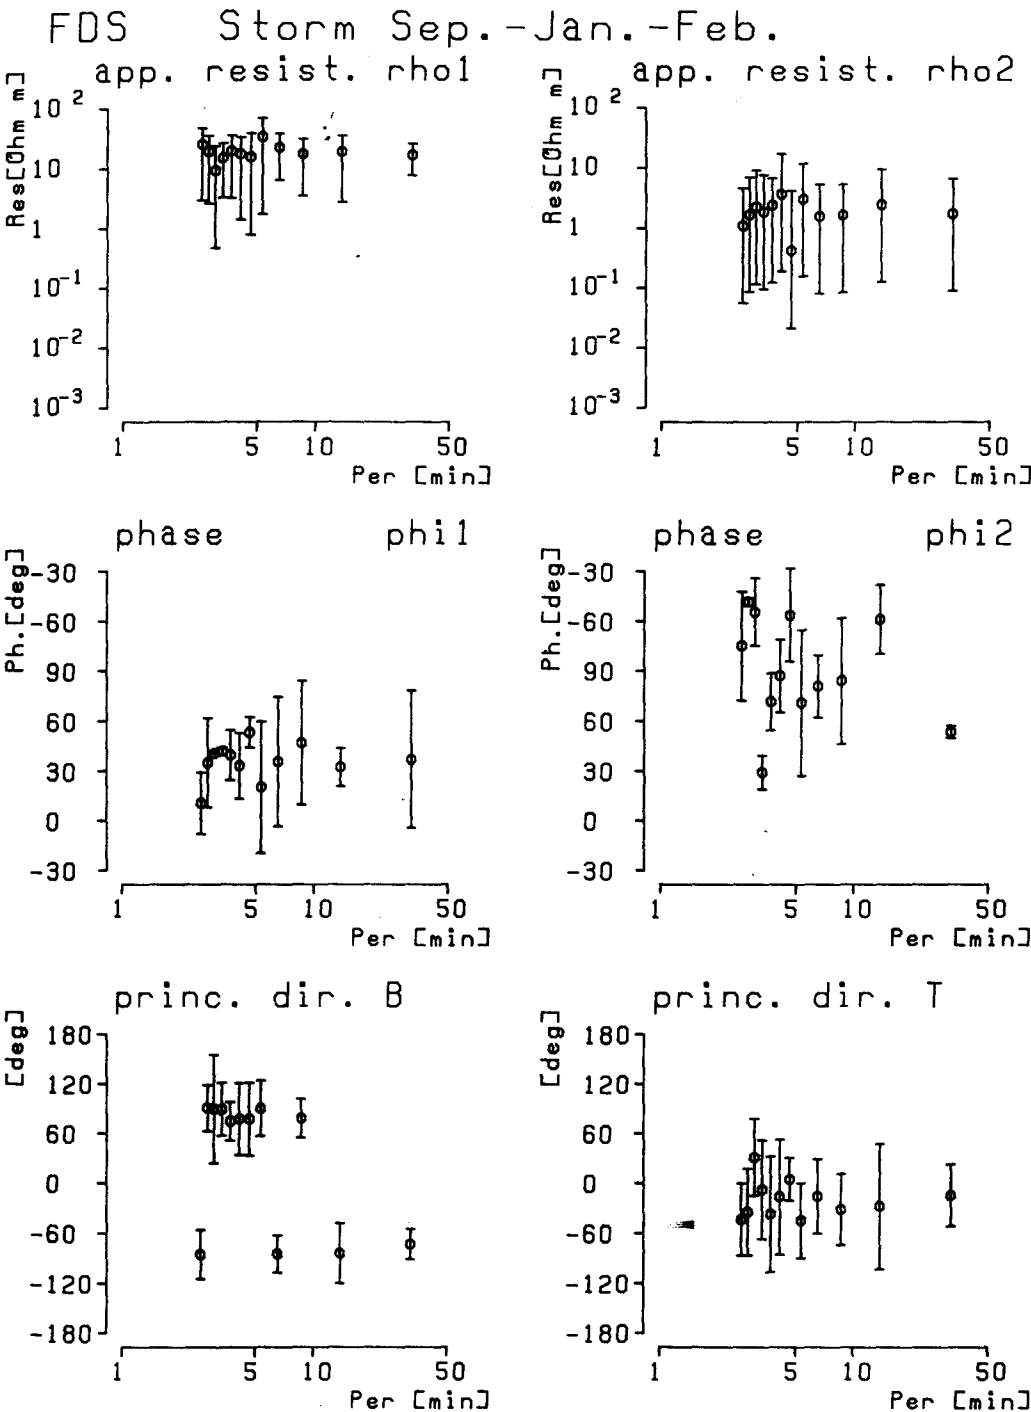 FDS Storm Sep.-Jan.-Feb.
app. resist. rho1
Res[Ohm m]
10 2
10
1
10-1
10-2
10-3
1 5 10 50
Per [min]
app. resist. rho2
Res[Ohm m]
10 2
10
1
10-1
10-2
10-3
1 5 10 50
Per [min]
phase phi1
Ph.[deg]
-30
-60
90
60
30
0
-30
1 5 10 50
Per [min]
phase phi2
Ph.[deg]
-30
-60
90
60
30
0
-30
1 5 10 50
Per [min]
princ. dir. B
[deg]
180
120
60
0
-60
-120
-180
1 5 10 50
Per [min]
princ. dir. T
[deg]
180
120
60
0
-60
-120
-180
1 5 10 50
Per [min]